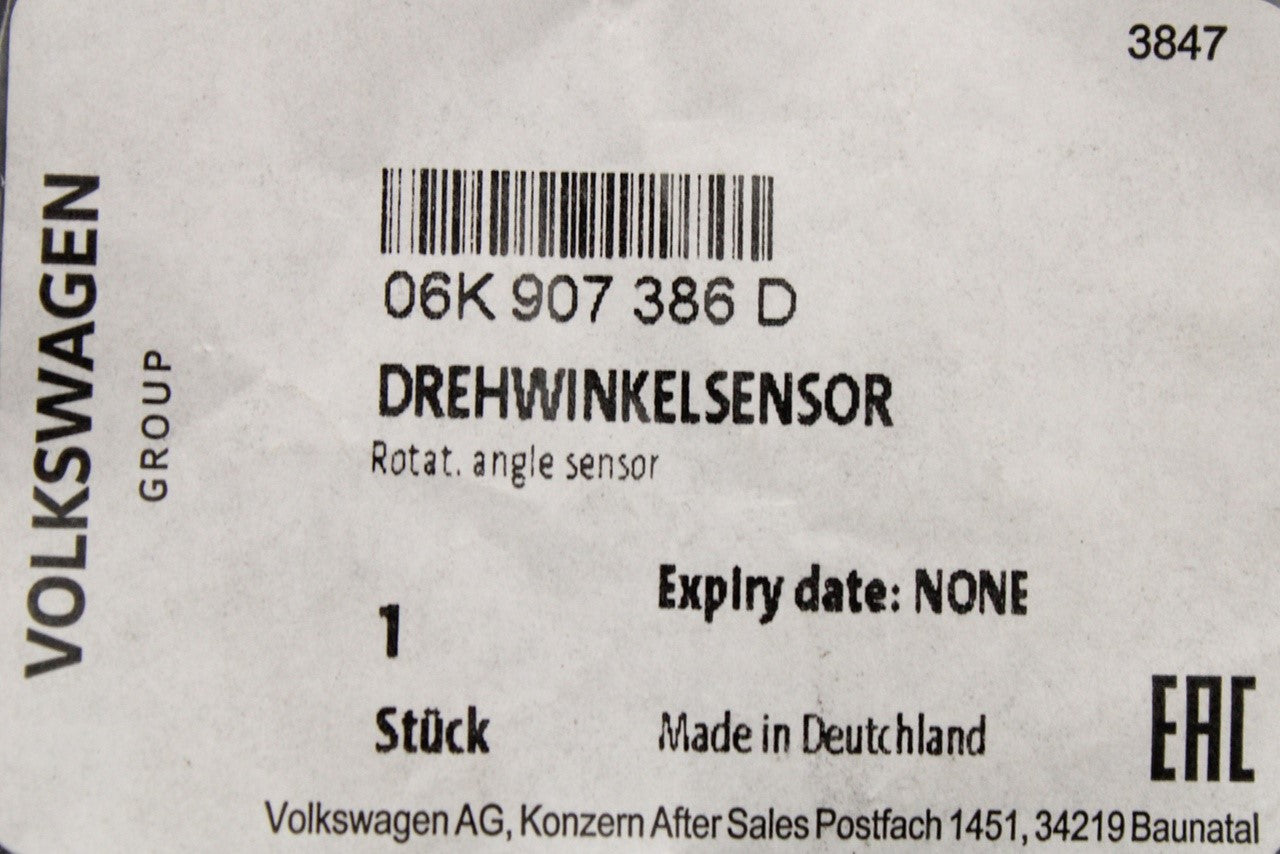 3847
VOLKSWAGEN
GROUP
06K 907 386 D
DREHWINKELSENSOR
Rotat. angle sensor
Expiry date: NONE
1
Stück
Made in Deutchland
EAC
Volkswagen AG, Konzern After Sales Postfach 1451, 34219 Baunatal